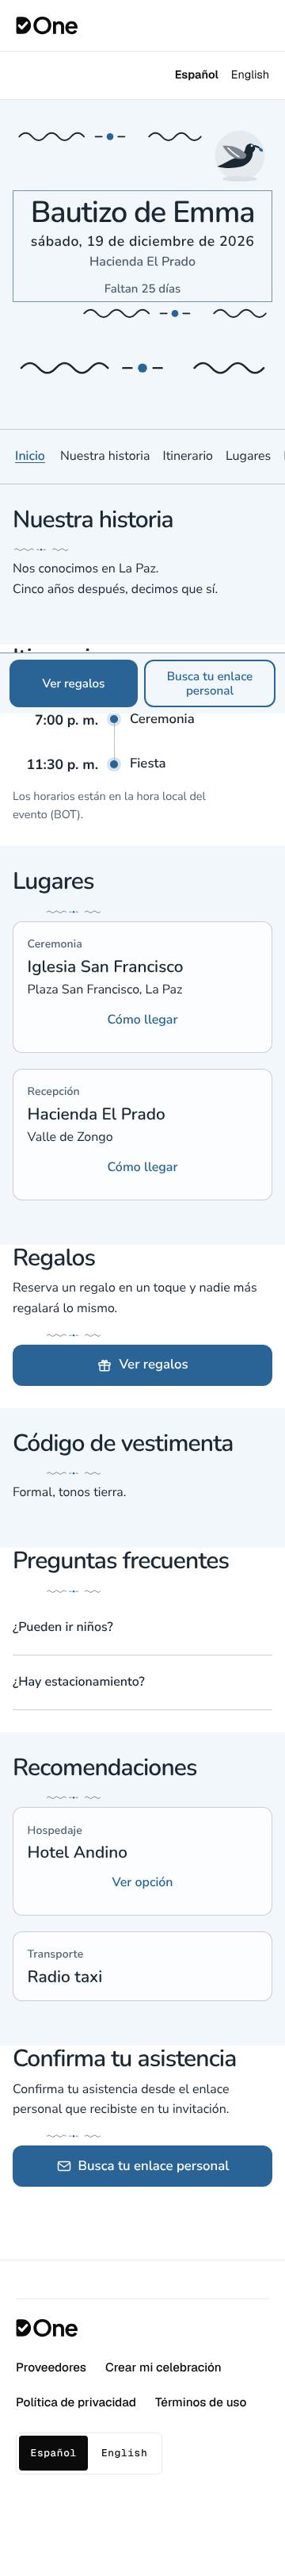 One
Español English
Bautizo de Emma
sábado, 19 de diciembre de 2026
Hacienda El Prado
Faltan 25 días
Inicio Nuestra historia Itinerario Lugares
Nuestra historia
Nos conocimos en La Paz.
Cinco años después, decimos que sí.
Ver regalos
Busca tu enlace
personal
7:00 p. m. Ceremonia
11:30 p. m. Fiesta
Los horarios están en la hora local del
evento (BOT).
Lugares
Ceremonia
Iglesia San Francisco
Plaza San Francisco, La Paz
Cómo llegar
Recepción
Hacienda El Prado
Valle de Zongo
Cómo llegar
Regalos
Reserva un regalo en un toque y nadie más
regalará lo mismo.
Ver regalos
Código de vestimenta
Formal, tonos tierra.
Preguntas frecuentes
¿Pueden ir niños?
¿Hay estacionamiento?
Recomendaciones
Hospedaje
Hotel Andino
Ver opción
Transporte
Radio taxi
Confirma tu asistencia
Confirma tu asistencia desde el enlace
personal que recibiste en tu invitación.
Busca tu enlace personal
One
Proveedores Crear mi celebración
Política de privacidad Términos de uso
Español English